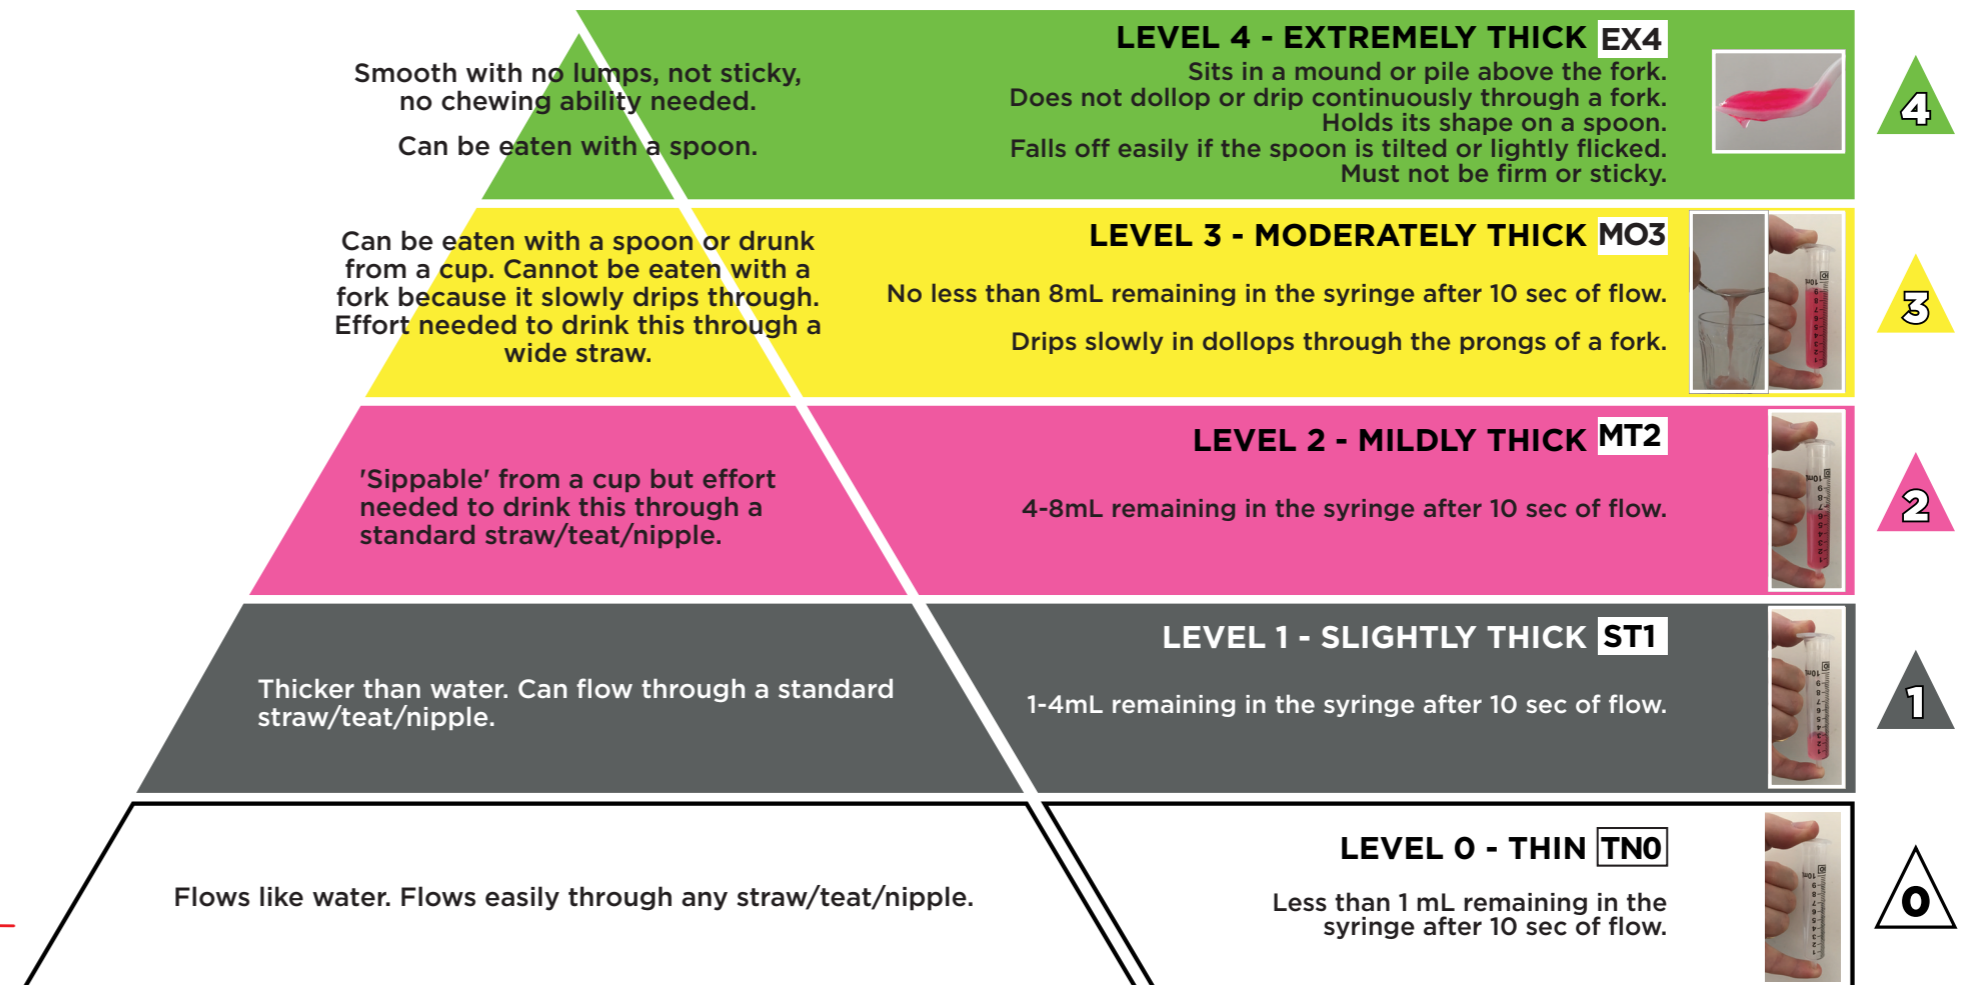 LEVEL 4 - EXTREMELY THICK EX4
Smooth with no lumps, not sticky,
no chewing ability needed.
Can be eaten with a spoon.
Sits in a mound or pile above the fork.
Does not dollop or drip continuously through a fork.
Holds its shape on a spoon.
Falls off easily if the spoon is tilted or lightly flicked.
Must not be firm or sticky.
4
LEVEL 3 - MODERATELY THICK MO3
Can be eaten with a spoon or drunk
from a cup. Cannot be eaten with a
fork because it slowly drips through.
Effort needed to drink this through a
wide straw.
No less than 8mL remaining in the syringe after 10 sec of flow.
Drips slowly in dollops through the prongs of a fork.
3
LEVEL 2 - MILDLY THICK MT2
'Sippable' from a cup but effort
needed to drink this through a
standard straw/teat/nipple.
4-8mL remaining in the syringe after 10 sec of flow.
2
LEVEL 1 - SLIGHTLY THICK ST1
Thicker than water. Can flow through a standard
straw/teat/nipple.
1-4mL remaining in the syringe after 10 sec of flow.
1
LEVEL 0 - THIN TN0
Flows like water. Flows easily through any straw/teat/nipple.
Less than 1 mL remaining in the
syringe after 10 sec of flow.
0